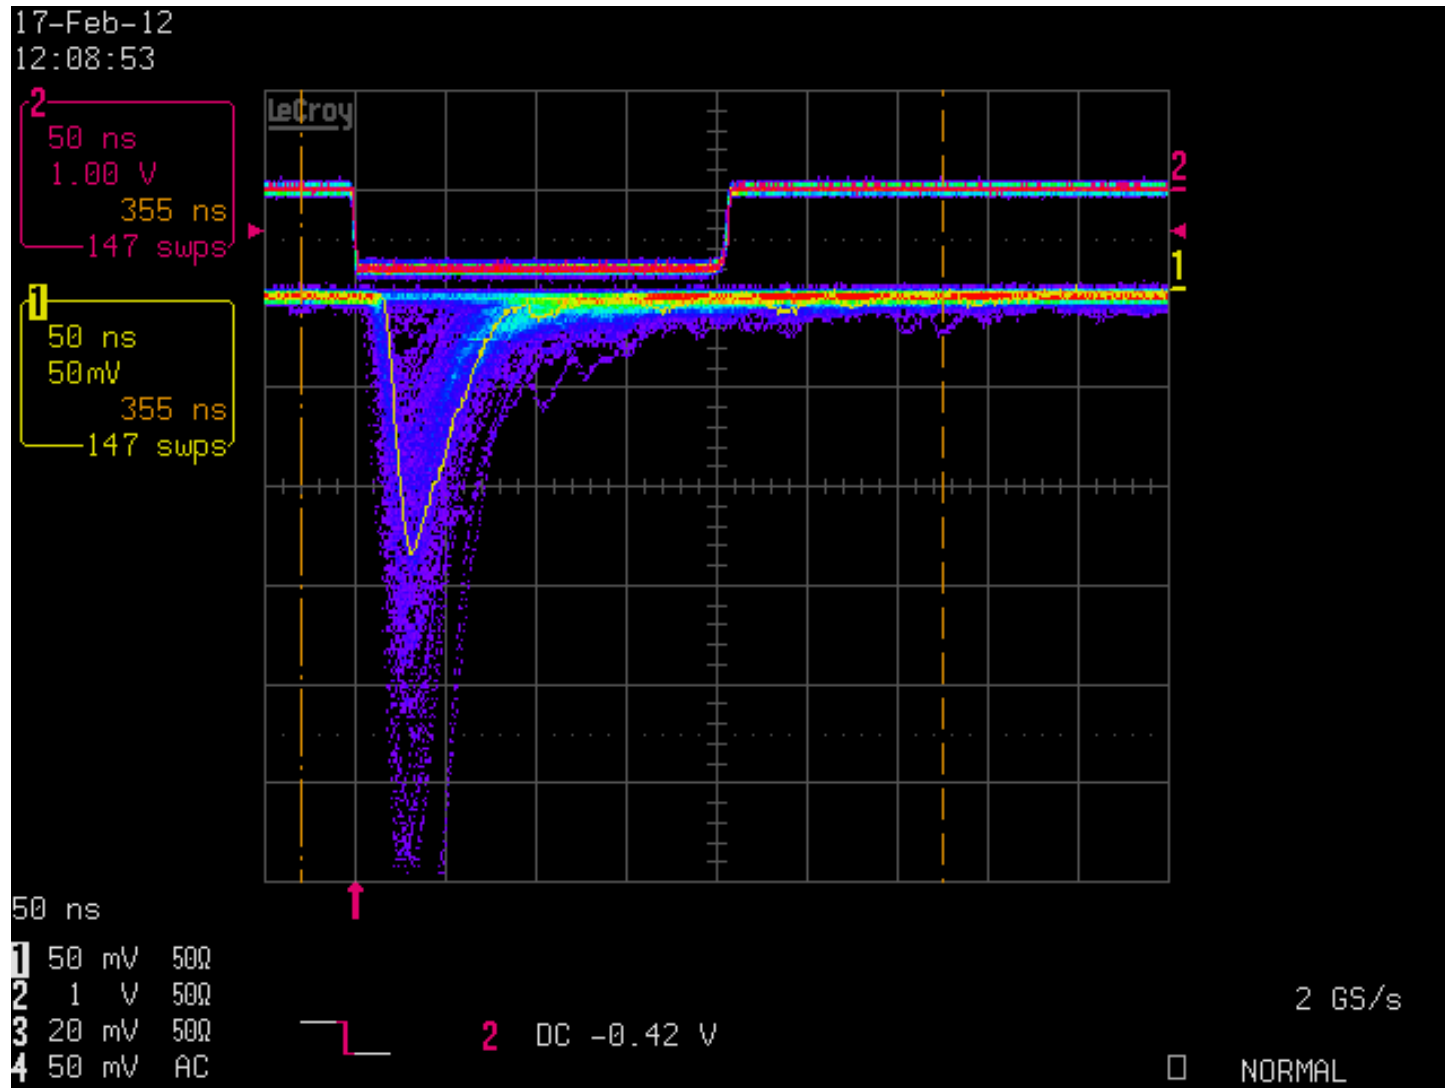 17-Feb-12
12:08:53
LeCroy
2
50 ns
1.00 V
355 ns
147 swps
2
1
1
50 ns
50mV
355 ns
147 swps
50 ns
1 50 mV 50Ω
2 1 V 50Ω
3 20 mV 50Ω
4 50 mV AC
2 DC -0.42 V
2 GS/s
NORMAL